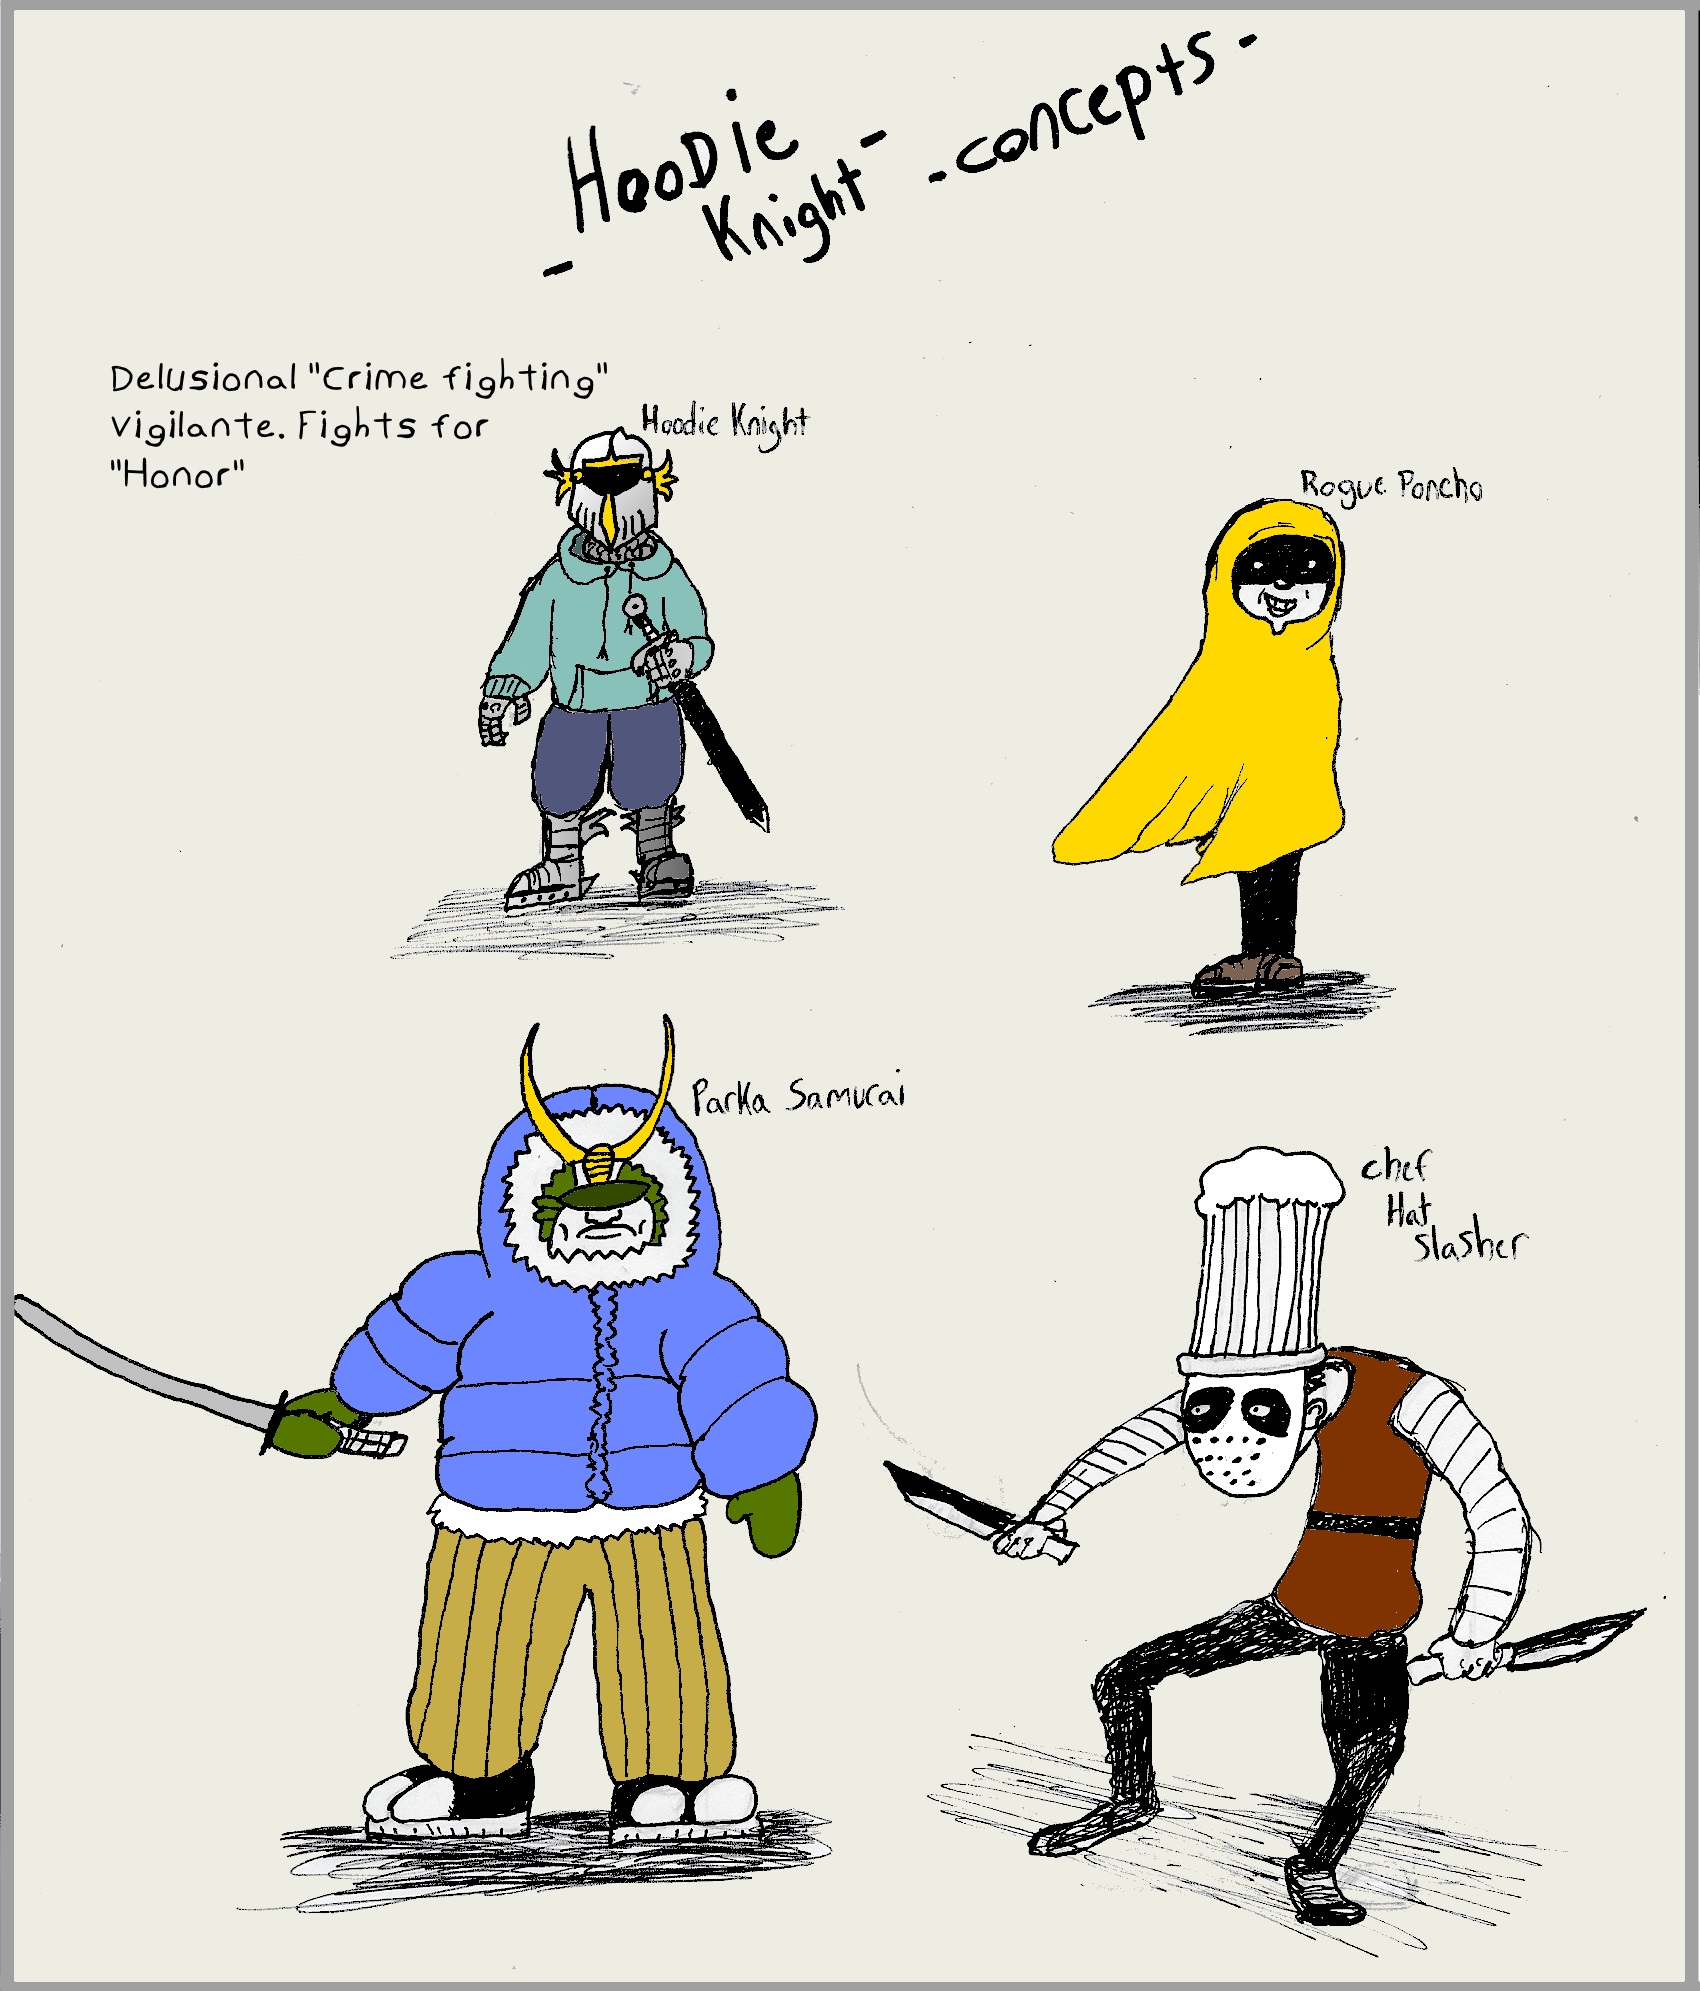 HooDie
Knight
-concepts-
Delusional "Crime fighting"
vigilante. Fights for
"Honor"
Hoodie Knight
Rogue Poncho
Parka Samurai
chef
Hat
slasher